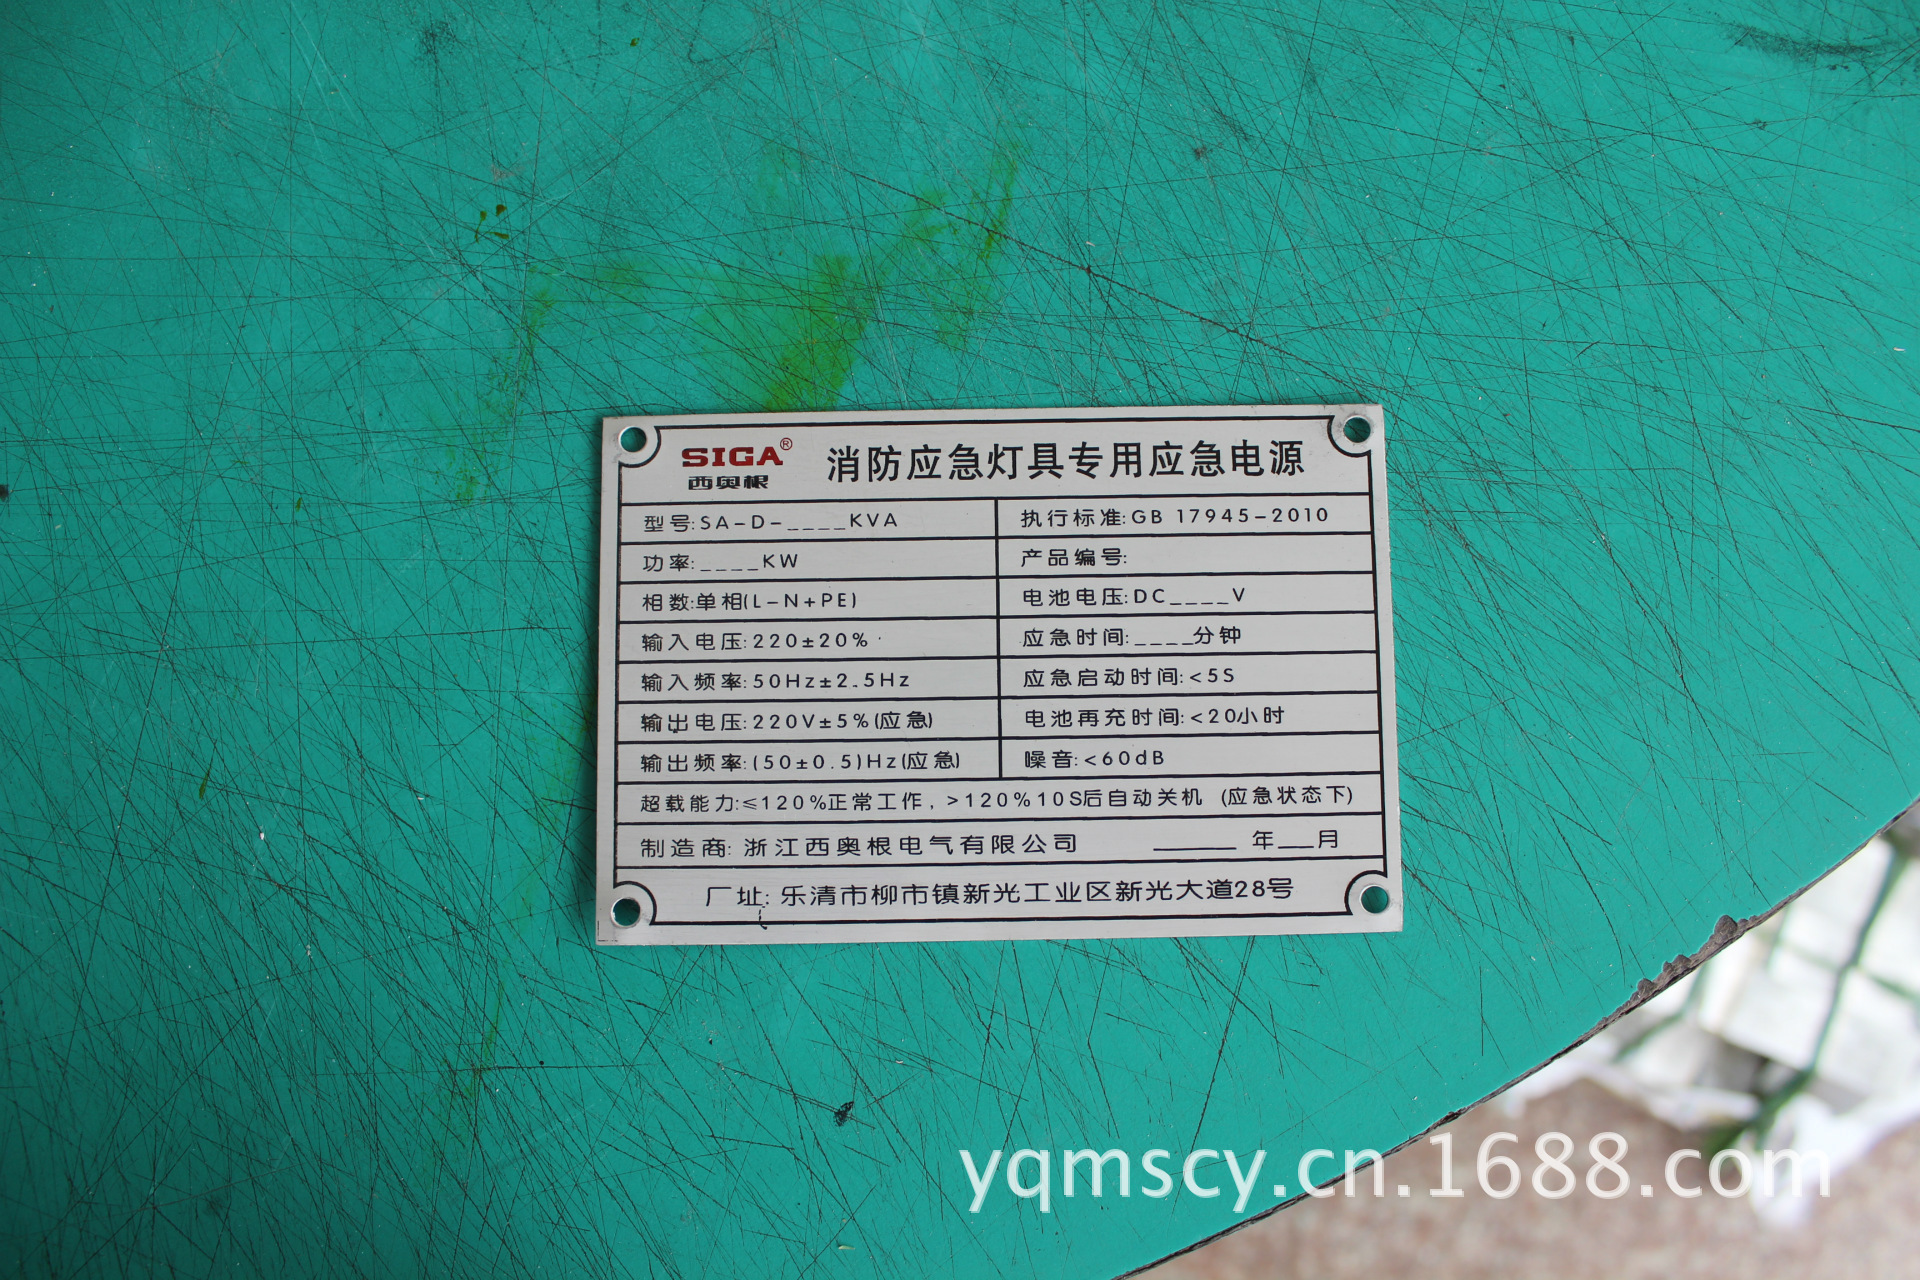 SIGA® 消防应急灯具专用应急电源
西奥根
型号:SA-D-____KVA 执行标准:GB 17945-2010
功率:____KW 产品编号:
相数:单相(L-N+PE) 电池电压:DC____V
输入电压:220±20% 应急时间:____分钟
输入频率:50Hz±2.5Hz 应急启动时间:<5S
输出电压:220V±5%(应急) 电池再充时间:<20小时
输出频率:(50±0.5)Hz(应急) 噪音:<60dB
超载能力:≤120%正常工作,>120%10S后自动关机 (应急状态下)
制造商:浙江西奥根电气有限公司 ____年__月
厂址:乐清市柳市镇新光工业区新光大道28号
yqmscy.cn.1688.com